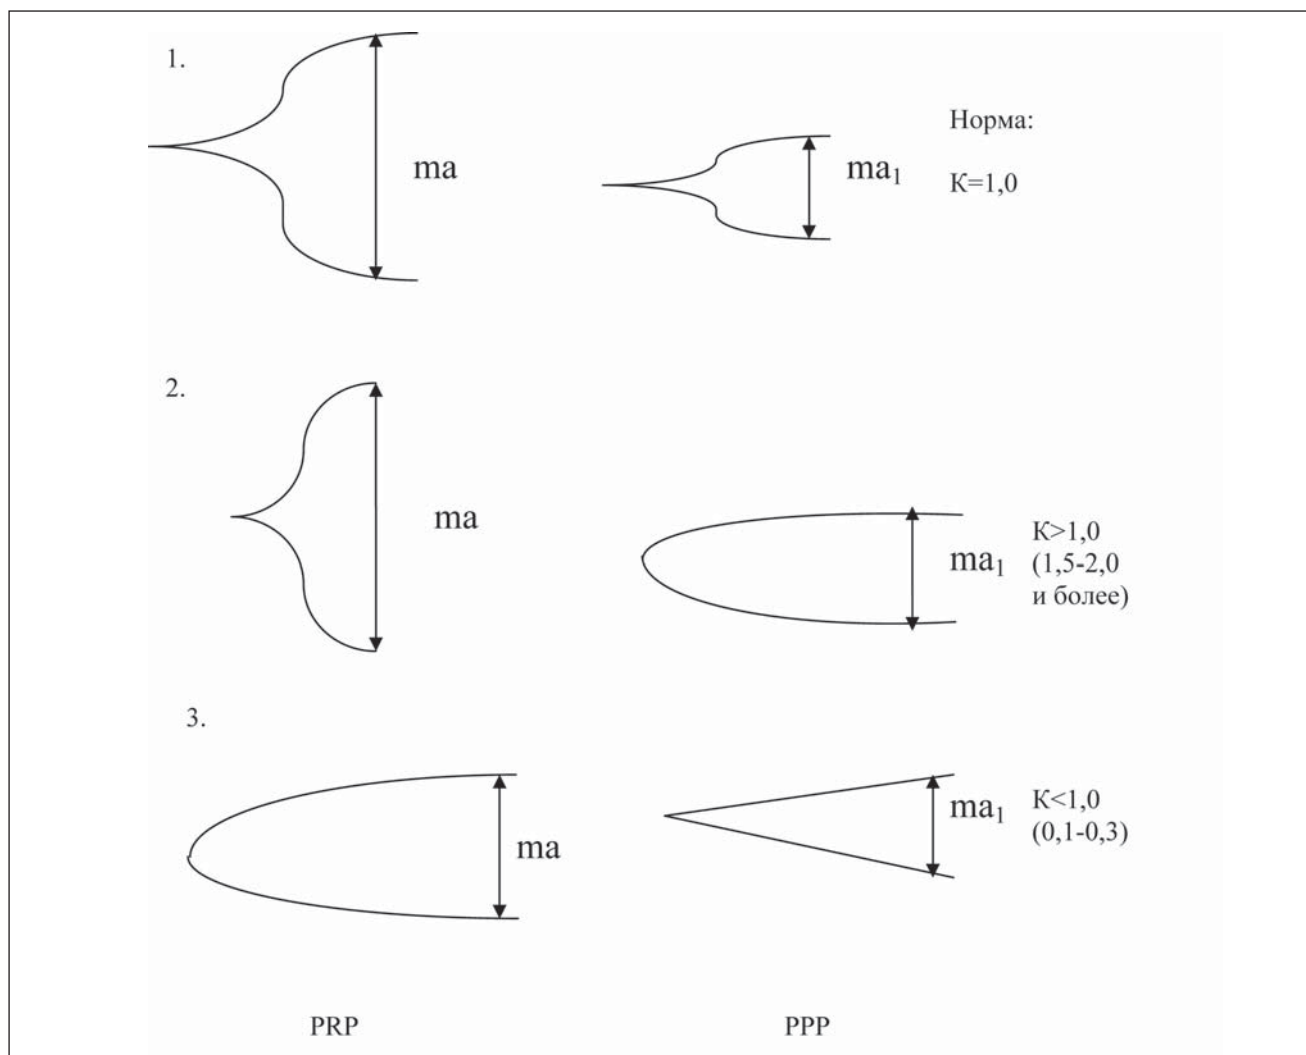 1.
ma
ma₁
Норма:
К=1,0
2.
ma
ma₁
К>1,0
(1,5-2,0
и более)
3.
ma
ma₁
К<1,0
(0,1-0,3)
PRP
PPP